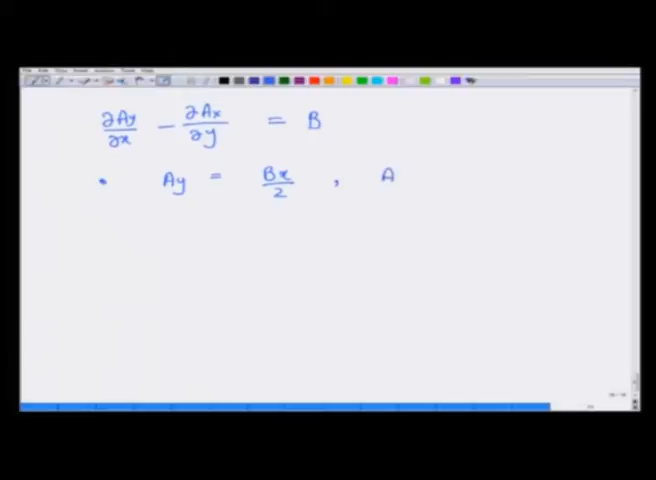 ∂Ay/∂x − ∂Ax/∂y = B
• Ay = Bx/2 , A